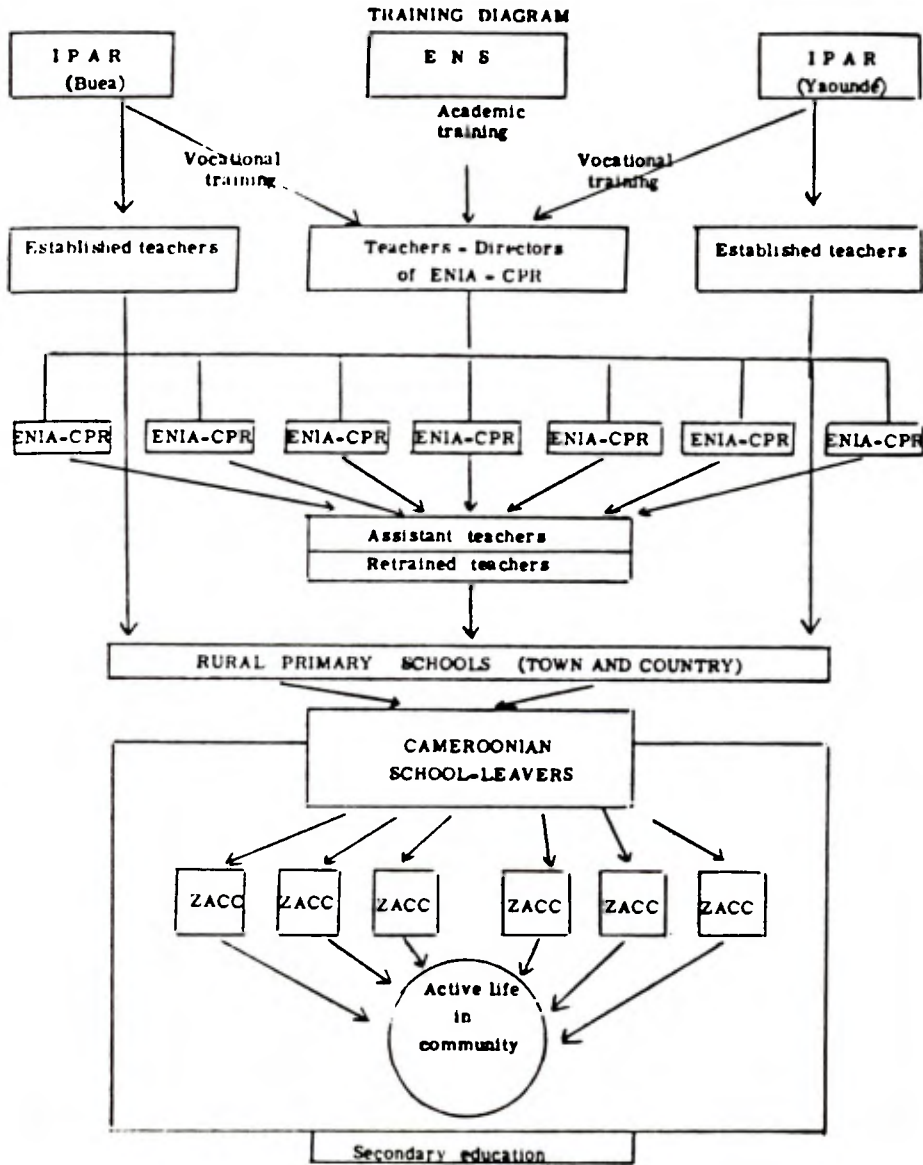 TRAINING DIAGRAM
I P A R
(Buea)
E N S
I P A R
(Yaoundé)
Academic
training
Vocational
training
Vocational
training
Established teachers
Teachers - Directors
of ENIA - CPR
Established teachers
ENIA-CPR
ENIA-CPR
ENIA-CPR
ENIA-CPR
ENIA-CPR
ENIA-CPR
ENIA-CPR
Assistant teachers
Retrained teachers
RURAL PRIMARY SCHOOLS (TOWN AND COUNTRY)
CAMEROONIAN
SCHOOL-LEAVERS
ZACC
ZACC
ZACC
ZACC
ZACC
ZACC
Active life
in
community
Secondary education